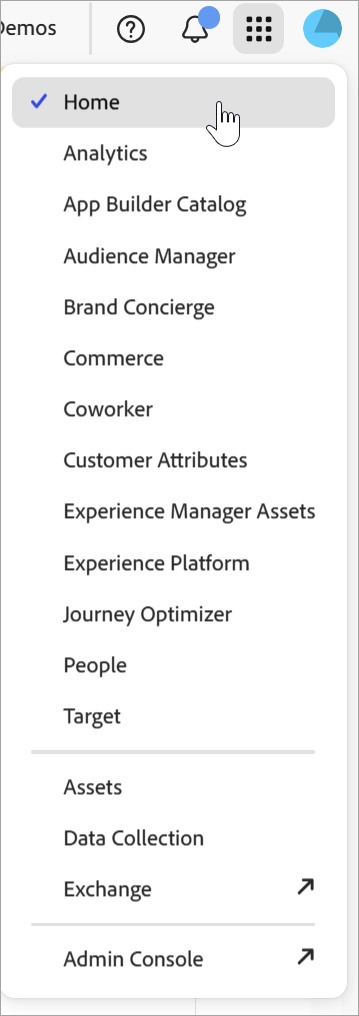 Demos
Home
Analytics
App Builder Catalog
Audience Manager
Brand Concierge
Commerce
Coworker
Customer Attributes
Experience Manager Assets
Experience Platform
Journey Optimizer
People
Target
Assets
Data Collection
Exchange
Admin Console